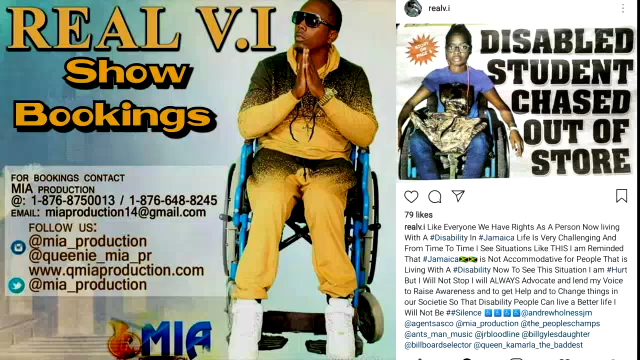 REAL V.I
Show
Bookings
FOR BOOKINGS CONTACT
MIA PRODUCTION
@: 1-876-8750013 / 1-876-648-8245
EMAIL: miaproduction14@gmail.com
FOLLOW US:
@mia_production
@queenie_mia_pr
www.qmiaproduction.com
@mia_production
MIA
realv.i
DISABLED
STUDENT
CHASED
OUT OF
STORE
79 likes
realv.i I Like Everyone We Have Rights As A Person Now living
With A #Disability In #Jamaica Life Is Very Challenging And
From Time To Time I See Situations Like THIS I am Reminded
That #Jamaica🇯🇲🇯🇲 is Not Accommodative for People That is
Living With A #Disability Now To See This Situation I am #Hurt
But I Will Not Stop I will ALWAYS Advocate and lend my Voice
to Raise Awareness and to get Help and to Change things in
our Societie So That Disability People Can live a Better life I
Will Not Be ##Silence ♿♿♿♿@andrewholnessjm
@agentsasco @mia_production @the_peopleschamps
@ants_man_music @jrbloodline @billgylesdaughter
@billboardselector @queen_kamaria_the_baddest